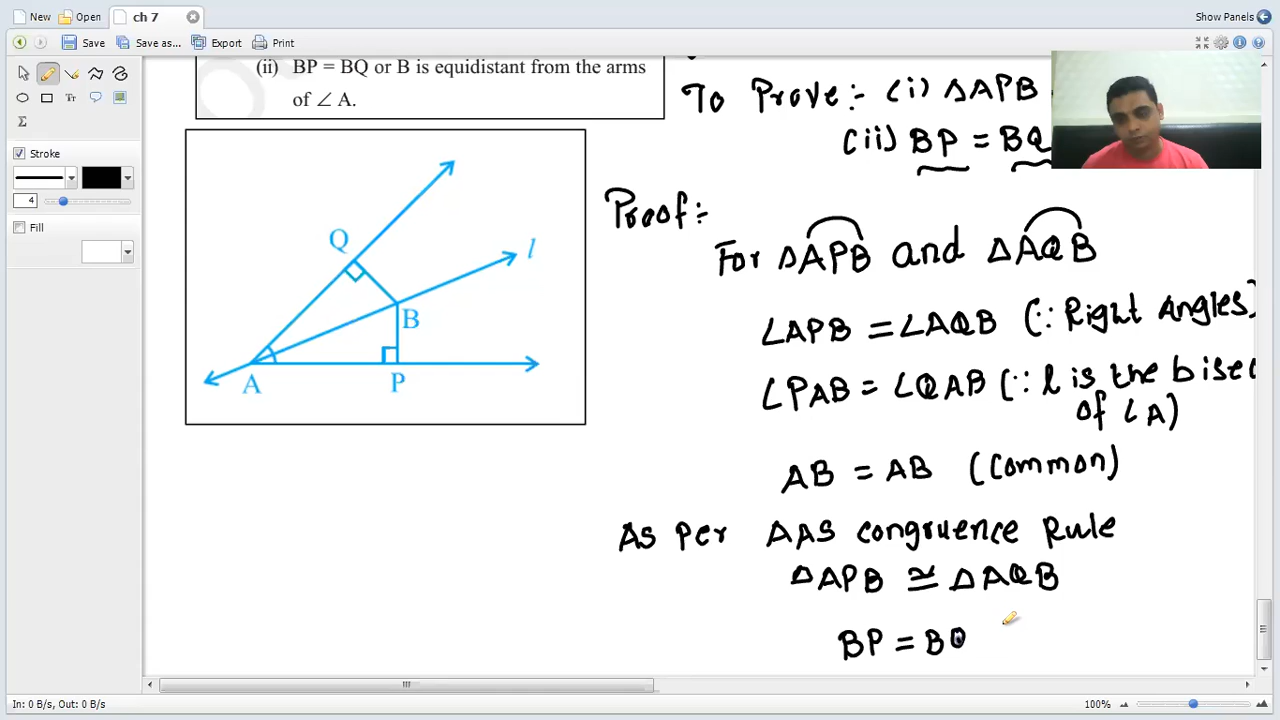 New Open ch 7 Show Panels
Save Save as... Export Print
(ii) BP = BQ or B is equidistant from the arms
of ∠ A.
To Prove :- (i) ΔAPB
(ii) BP = BQ
Stroke
4
Fill
Q
l
B
A
P
Proof :-
For ΔAPB and ΔAQB
∠APB = ∠AQB (∵ Right angles)
∠PAB = ∠QAB (∵ l is the bisec
of ∠A)
AB = AB (Common)
As per AAS congruence Rule
ΔAPB ≅ ΔAQB
BP = BQ
In: 0 B/s, Out: 0 B/s 100%